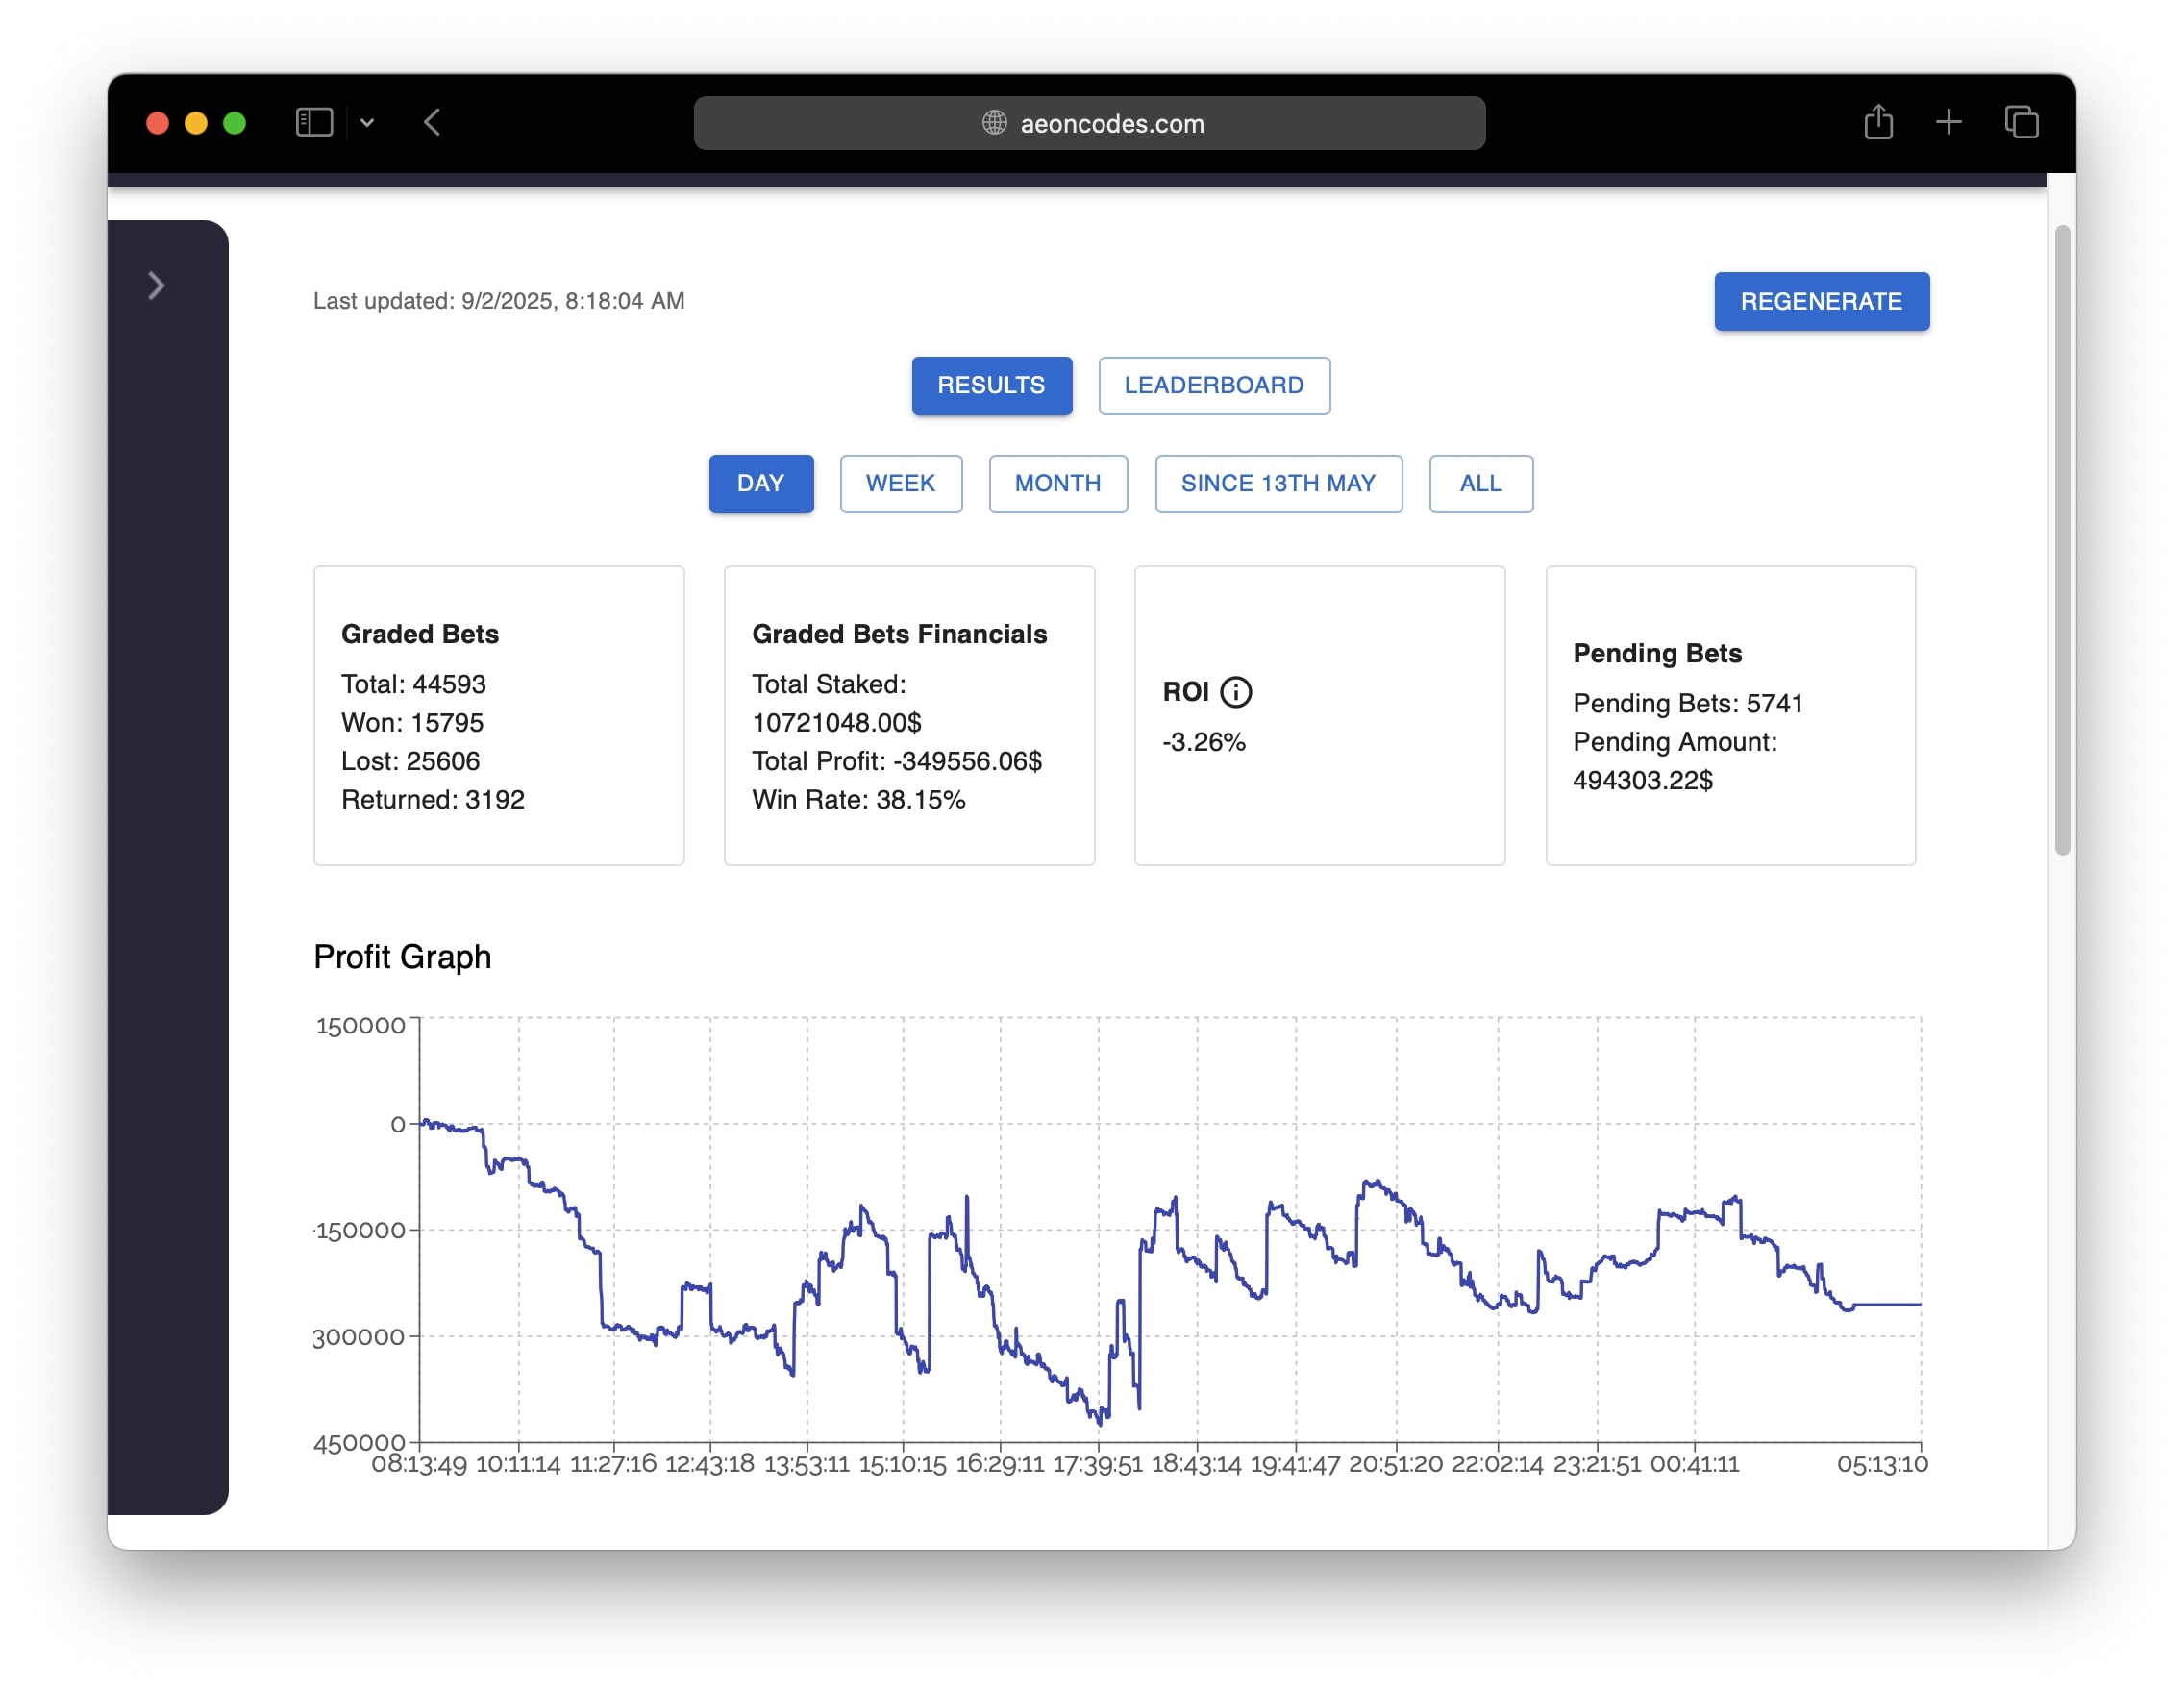 aeoncodes.com
Last updated: 9/2/2025, 8:18:04 AM
REGENERATE
RESULTS
LEADERBOARD
DAY
WEEK
MONTH
SINCE 13TH MAY
ALL
Graded Bets
Total: 44593
Won: 15795
Lost: 25606
Returned: 3192
Graded Bets Financials
Total Staked:
10721048.00$
Total Profit: -349556.06$
Win Rate: 38.15%
ROI
-3.26%
Pending Bets
Pending Bets: 5741
Pending Amount:
494303.22$
Profit Graph
150000
0
-150000
300000
450000
08:13:49 10:11:14 11:27:16 12:43:18 13:53:11 15:10:15 16:29:11 17:39:51 18:43:14 19:41:47 20:51:20 22:02:14 23:21:51 00:41:11 05:13:10